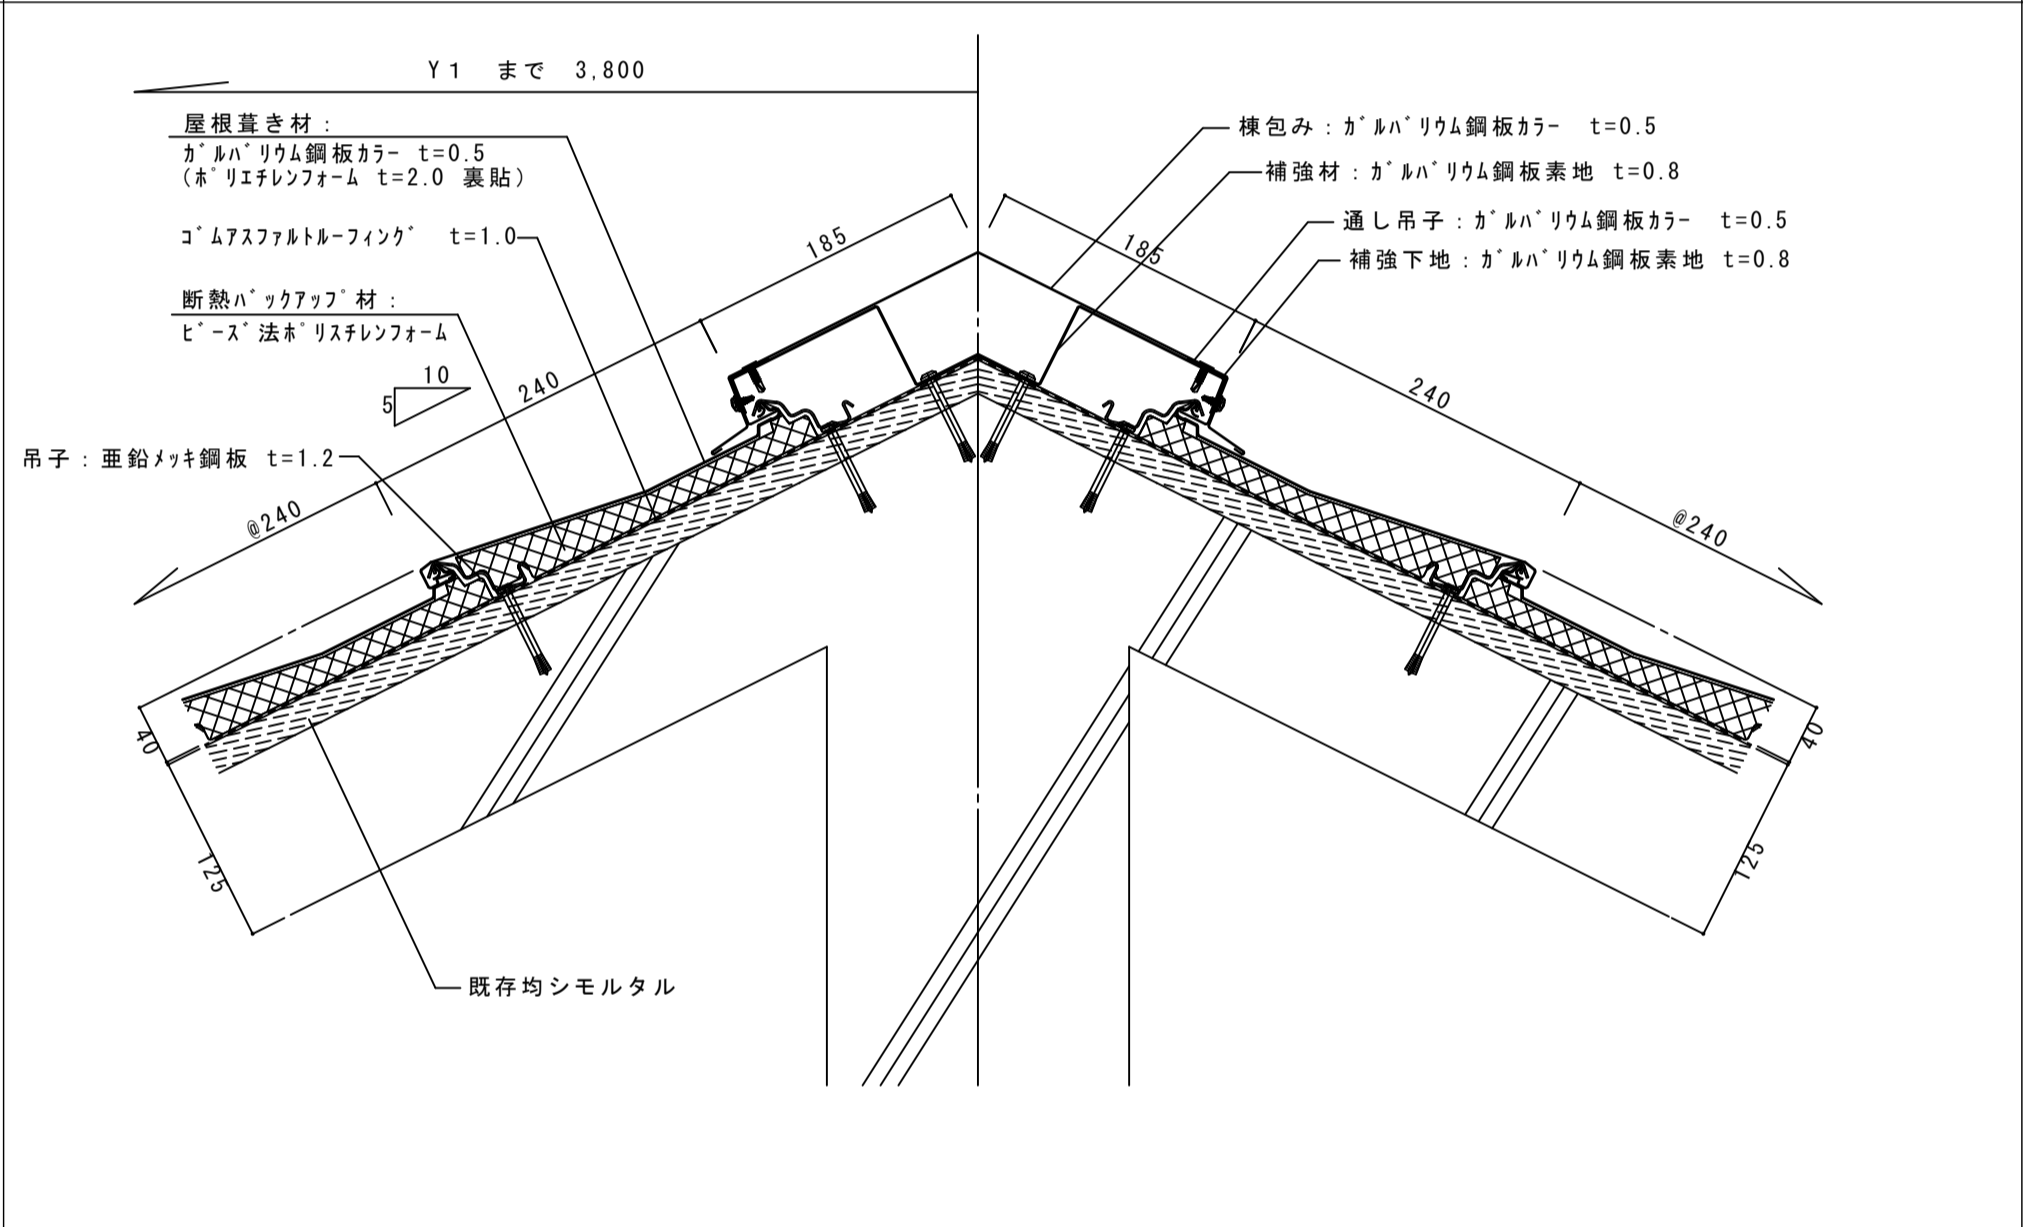 Y1 まで 3,800
屋根葺き材：
ｶﾞﾙﾊﾞﾘｳﾑ鋼板ｶﾗｰ t=0.5
(ﾎﾟﾘｴﾁﾚﾝﾌｫｰﾑ t=2.0 裏貼)
ｺﾞﾑｱｽﾌｧﾙﾄﾙｰﾌｨﾝｸﾞ t=1.0
断熱ﾊﾞｯｸｱｯﾌﾟ材：
ﾋﾞｰｽﾞ法ﾎﾟﾘｽﾁﾚﾝﾌｫｰﾑ
10
5
吊子：亜鉛ﾒｯｷ鋼板 t=1.2
185
240
@240
40
125
既存均シモルタル
棟包み：ｶﾞﾙﾊﾞﾘｳﾑ鋼板ｶﾗｰ t=0.5
補強材：ｶﾞﾙﾊﾞﾘｳﾑ鋼板素地 t=0.8
通し吊子：ｶﾞﾙﾊﾞﾘｳﾑ鋼板ｶﾗｰ t=0.5
補強下地：ｶﾞﾙﾊﾞﾘｳﾑ鋼板素地 t=0.8
185
240
@240
40
125